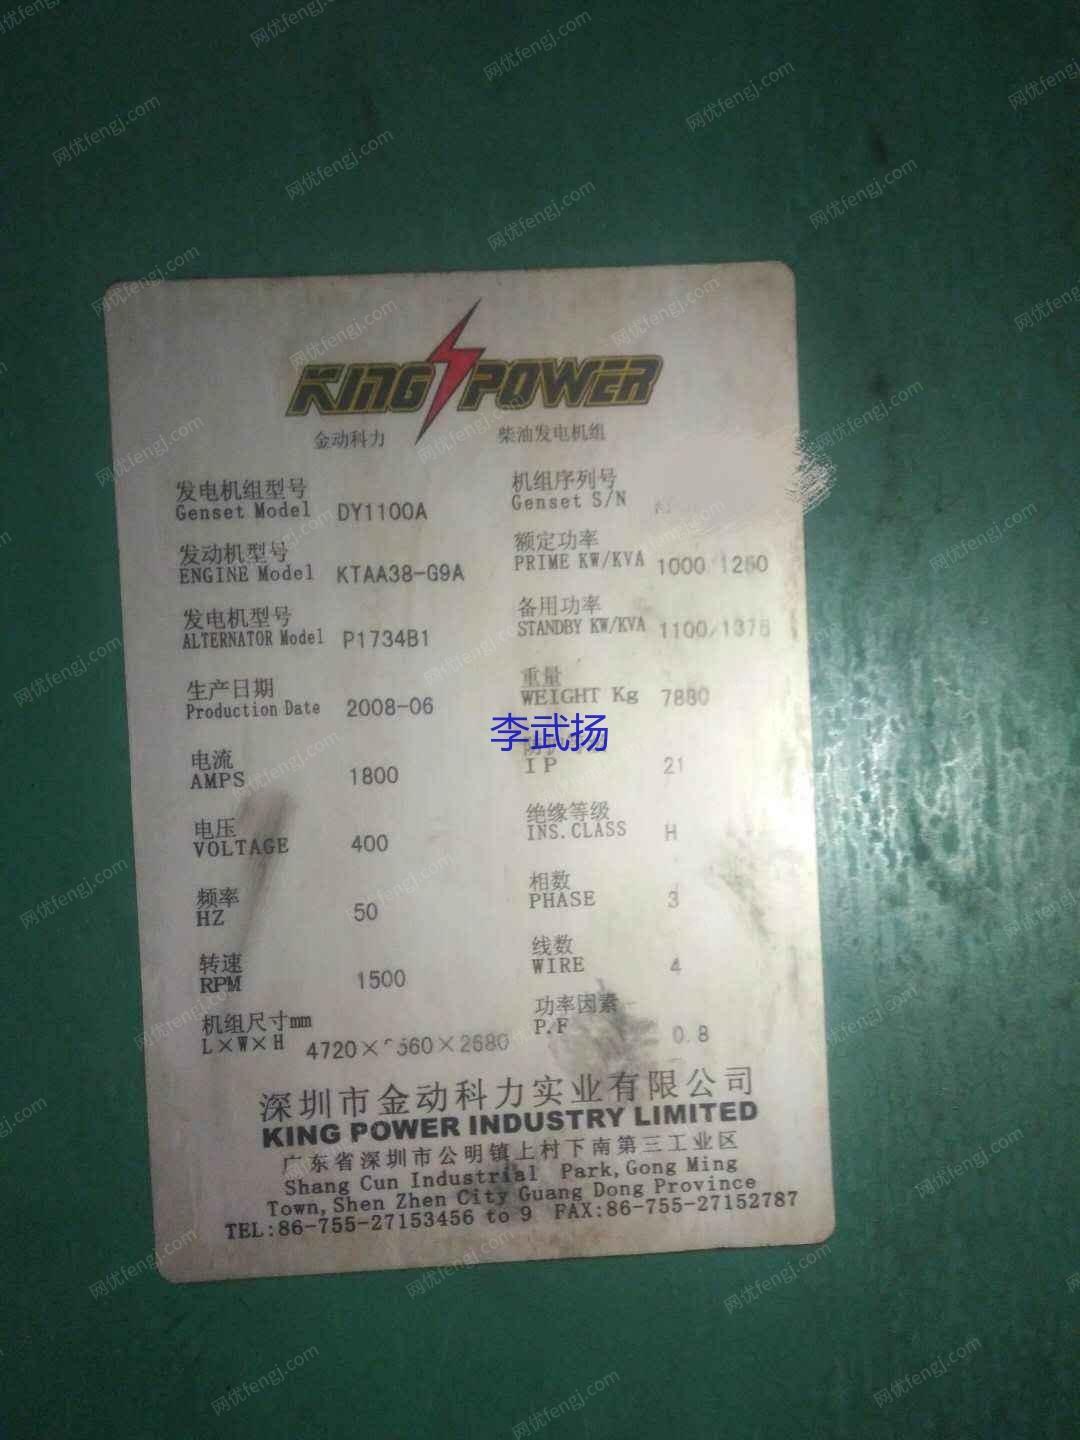 KING POWER
金动科力 柴油发电机组
发电机组型号 机组序列号
Genset Model DY1100A Genset S/N
发动机型号 额定功率
ENGINE Model KTAA38-G9A PRIME KW/KVA 1000/1250
发电机型号 备用功率
ALTERNATOR Model P1734B1 STANDBY KW/KVA 1100/1375
生产日期 重量
Production Date 2008-06 WEIGHT Kg 7880
李武扬
电流
AMPS 1800 IP 21
电压 绝缘等级
VOLTAGE 400 INS.CLASS H
频率 相数
HZ 50 PHASE 3
转速 线数
RPM 1500 WIRE 4
机组尺寸mm 功率因素
L×W×H 4720× 560×2680 P.F 0.8
深圳市金动科力实业有限公司
KING POWER INDUSTRY LIMITED
广东省深圳市公明镇上村下南第三工业区
Shang Cun Industrial Park,Gong Ming
Town,Shen Zhen City Guang Dong Province
TEL:86-755-27153456 to 9 FAX:86-755-27152787
网优fengj.com